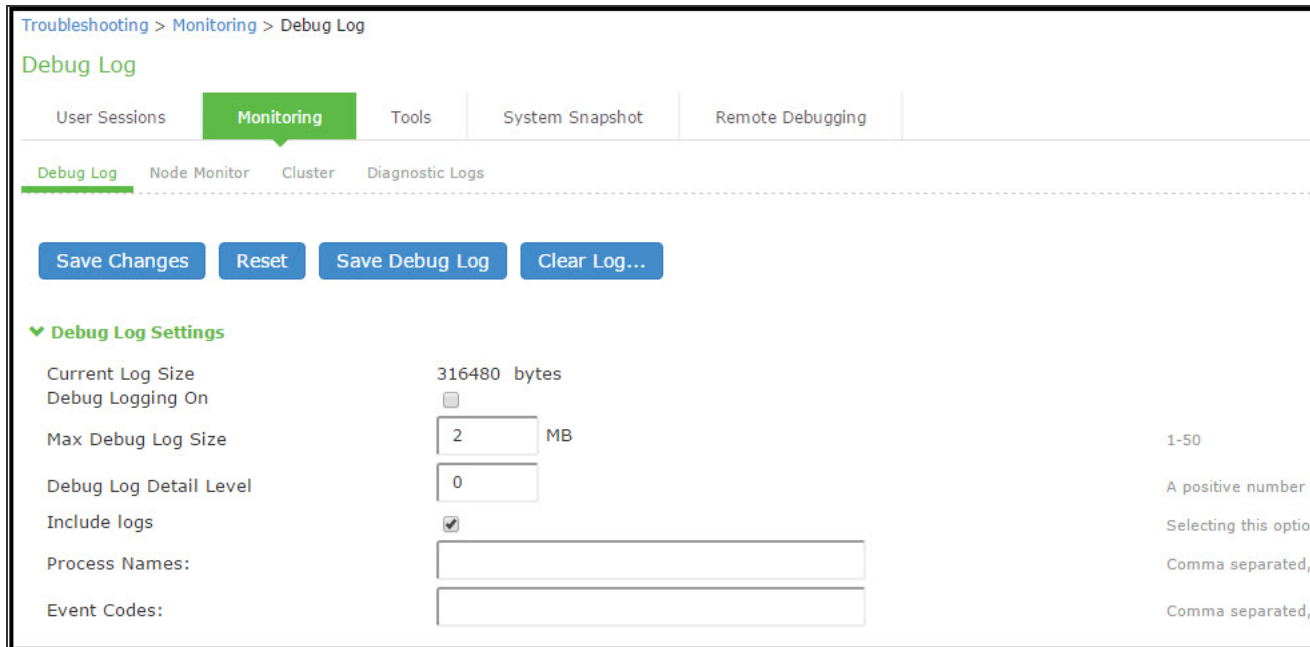 Troubleshooting > Monitoring > Debug Log
Debug Log
User Sessions Monitoring Tools System Snapshot Remote Debugging
Debug Log Node Monitor Cluster Diagnostic Logs
Save Changes Reset Save Debug Log Clear Log...
Debug Log Settings
Current Log Size 316480 bytes
Debug Logging On
Max Debug Log Size 2 MB 1-50
Debug Log Detail Level 0 A positive number
Include logs Selecting this optio
Process Names: Comma separated,
Event Codes: Comma separated,